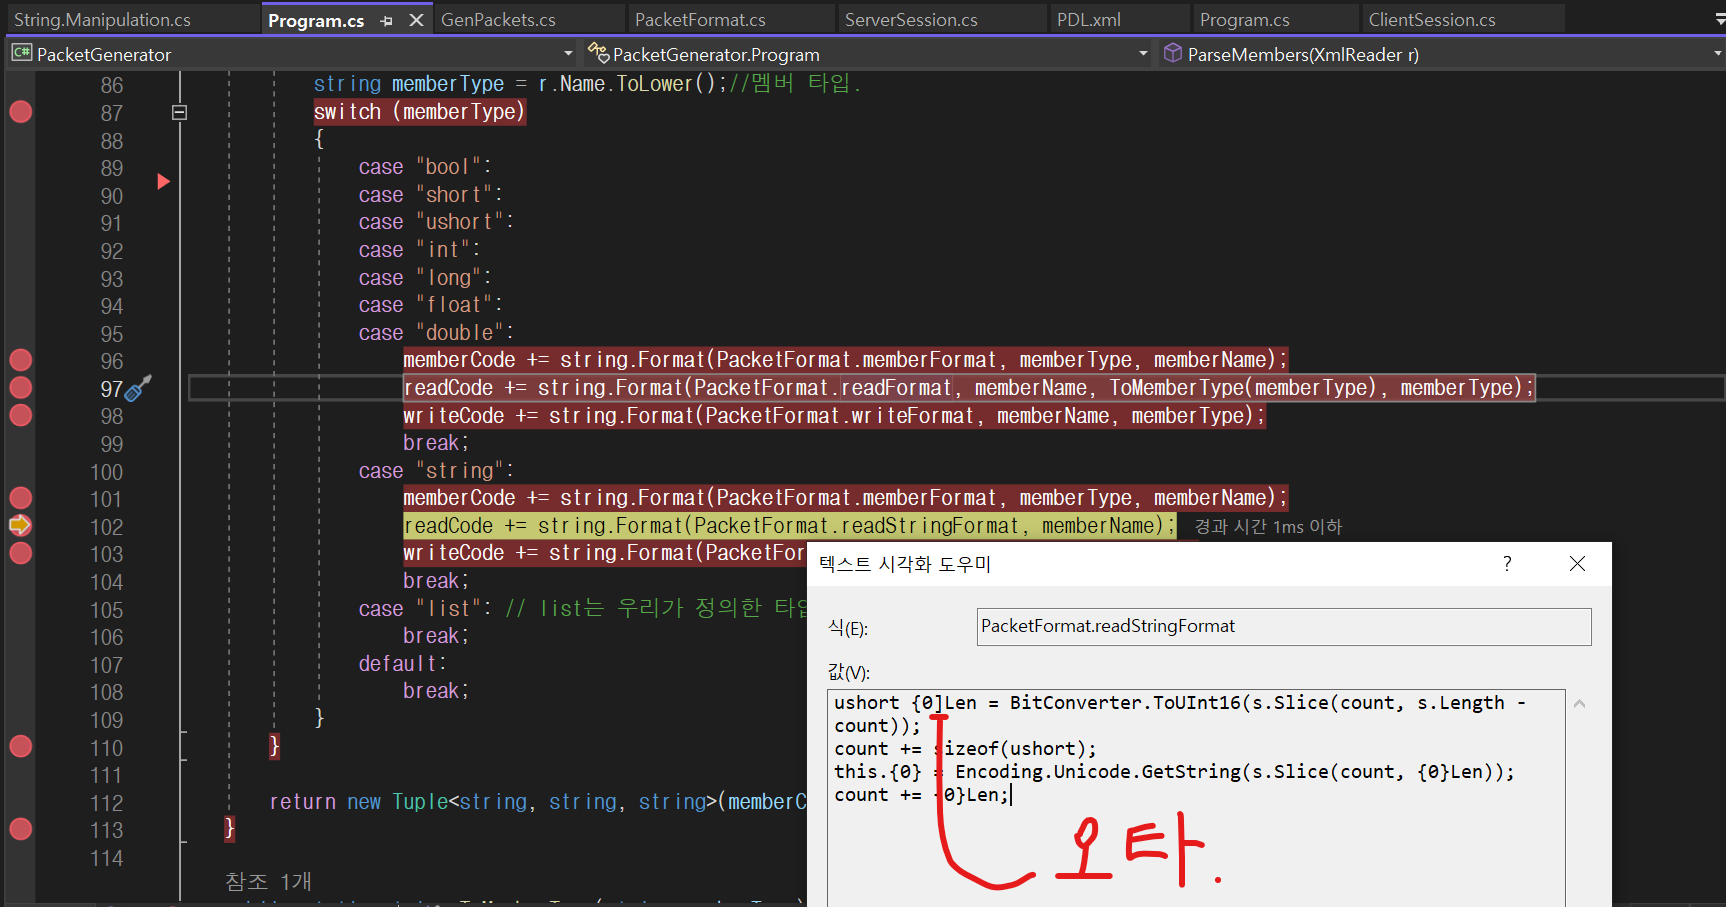 String.Manipulation.cs Program.cs GenPackets.cs PacketFormat.cs ServerSession.cs PDL.xml Program.cs ClientSession.cs
C# PacketGenerator PacketGenerator.Program ParseMembers(XmlReader r)
86 string memberType = r.Name.ToLower();//멤버 타입.
87 switch (memberType)
88 {
89 case "bool":
90 case "short":
91 case "ushort":
92 case "int":
93 case "long":
94 case "float":
95 case "double":
96 memberCode += string.Format(PacketFormat.memberFormat, memberType, memberName);
97 readCode += string.Format(PacketFormat.readFormat, memberName, ToMemberType(memberType), memberType);
98 writeCode += string.Format(PacketFormat.writeFormat, memberName, memberType);
99 break;
100 case "string":
101 memberCode += string.Format(PacketFormat.memberFormat, memberType, memberName);
102 readCode += string.Format(PacketFormat.readStringFormat, memberName); 경과 시간 1ms 이하
103 writeCode += string.Format(PacketFor
104 break;
105 case "list": // list는 우리가 정의한 타입
106 break;
107 default:
108 break;
109 }
110 }
111
112 return new Tuple<string, string, string>(memberC
113 }
114
참조 1개
텍스트 시각화 도우미 ?
식(E): PacketFormat.readStringFormat
값(V):
ushort {0]Len = BitConverter.ToUInt16(s.Slice(count, s.Length -
count));
count += sizeof(ushort);
this.{0} = Encoding.Unicode.GetString(s.Slice(count, {0}Len));
count += {0}Len;
오타.